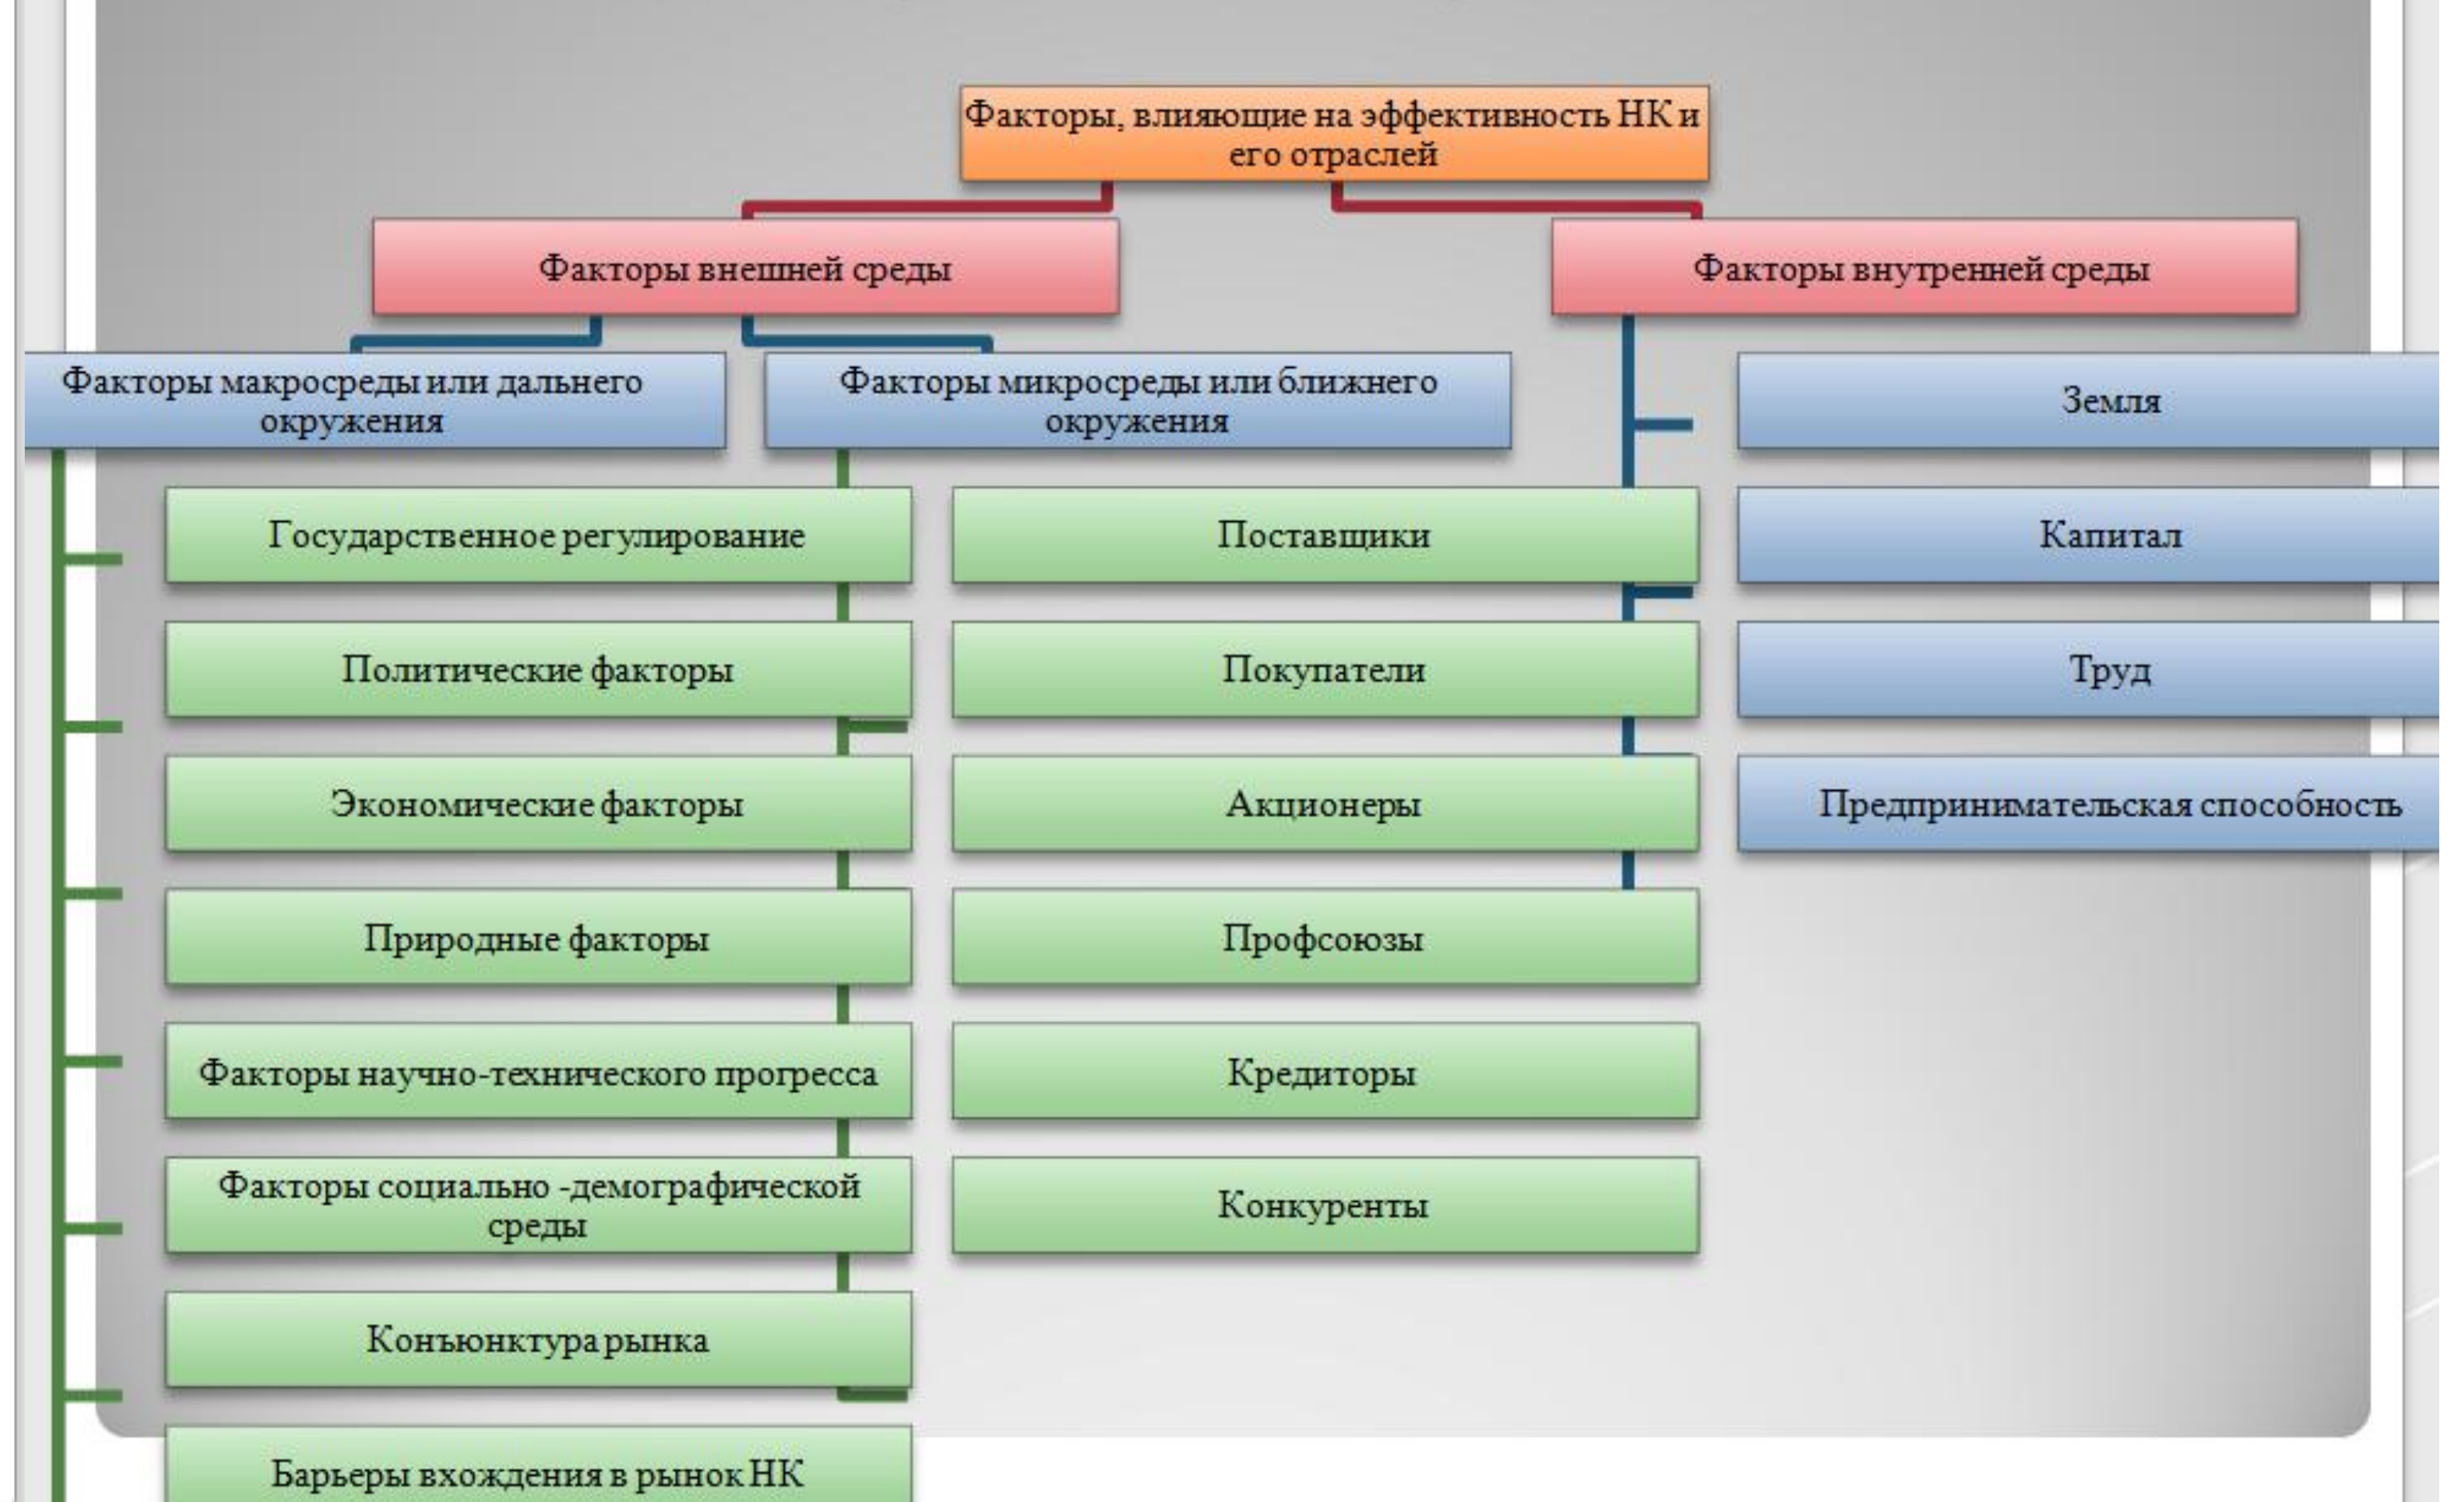 Факторы, влияющие на эффективность НК и
его отраслей
Факторы внешней среды
Факторы внутренней среды
Факторы макросреды или дальнего
окружения
Факторы микросреды или ближнего
окружения
Земля
Государственное регулирование
Поставщики
Капитал
Политические факторы
Покупатели
Труд
Экономические факторы
Акционеры
Предпринимательская способность
Природные факторы
Профсоюзы
Факторы научно-технического прогресса
Кредиторы
Факторы социально -демографической
среды
Конкуренты
Конъюнктура рынка
Барьеры вхождения в рынок НК